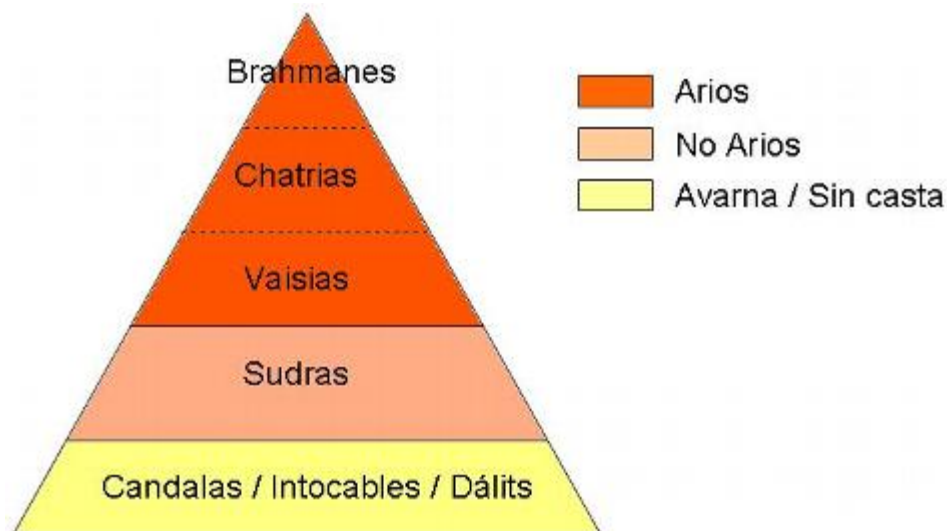 Brahmanes
Chatrias
Vaisias
Sudras
Candalas / Intocables / Dálits
Arios
No Arios
Avarna / Sin casta